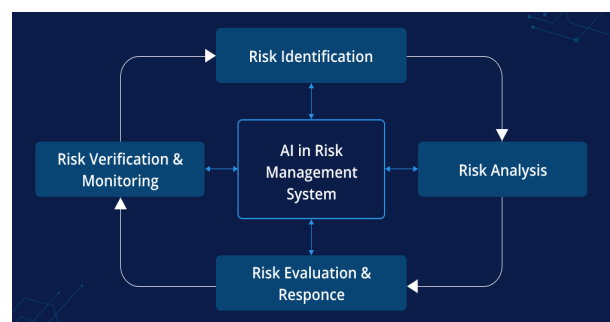 Risk Identification
Risk Verification &
Monitoring
AI in Risk
Management
System
Risk Analysis
Risk Evaluation &
Responce